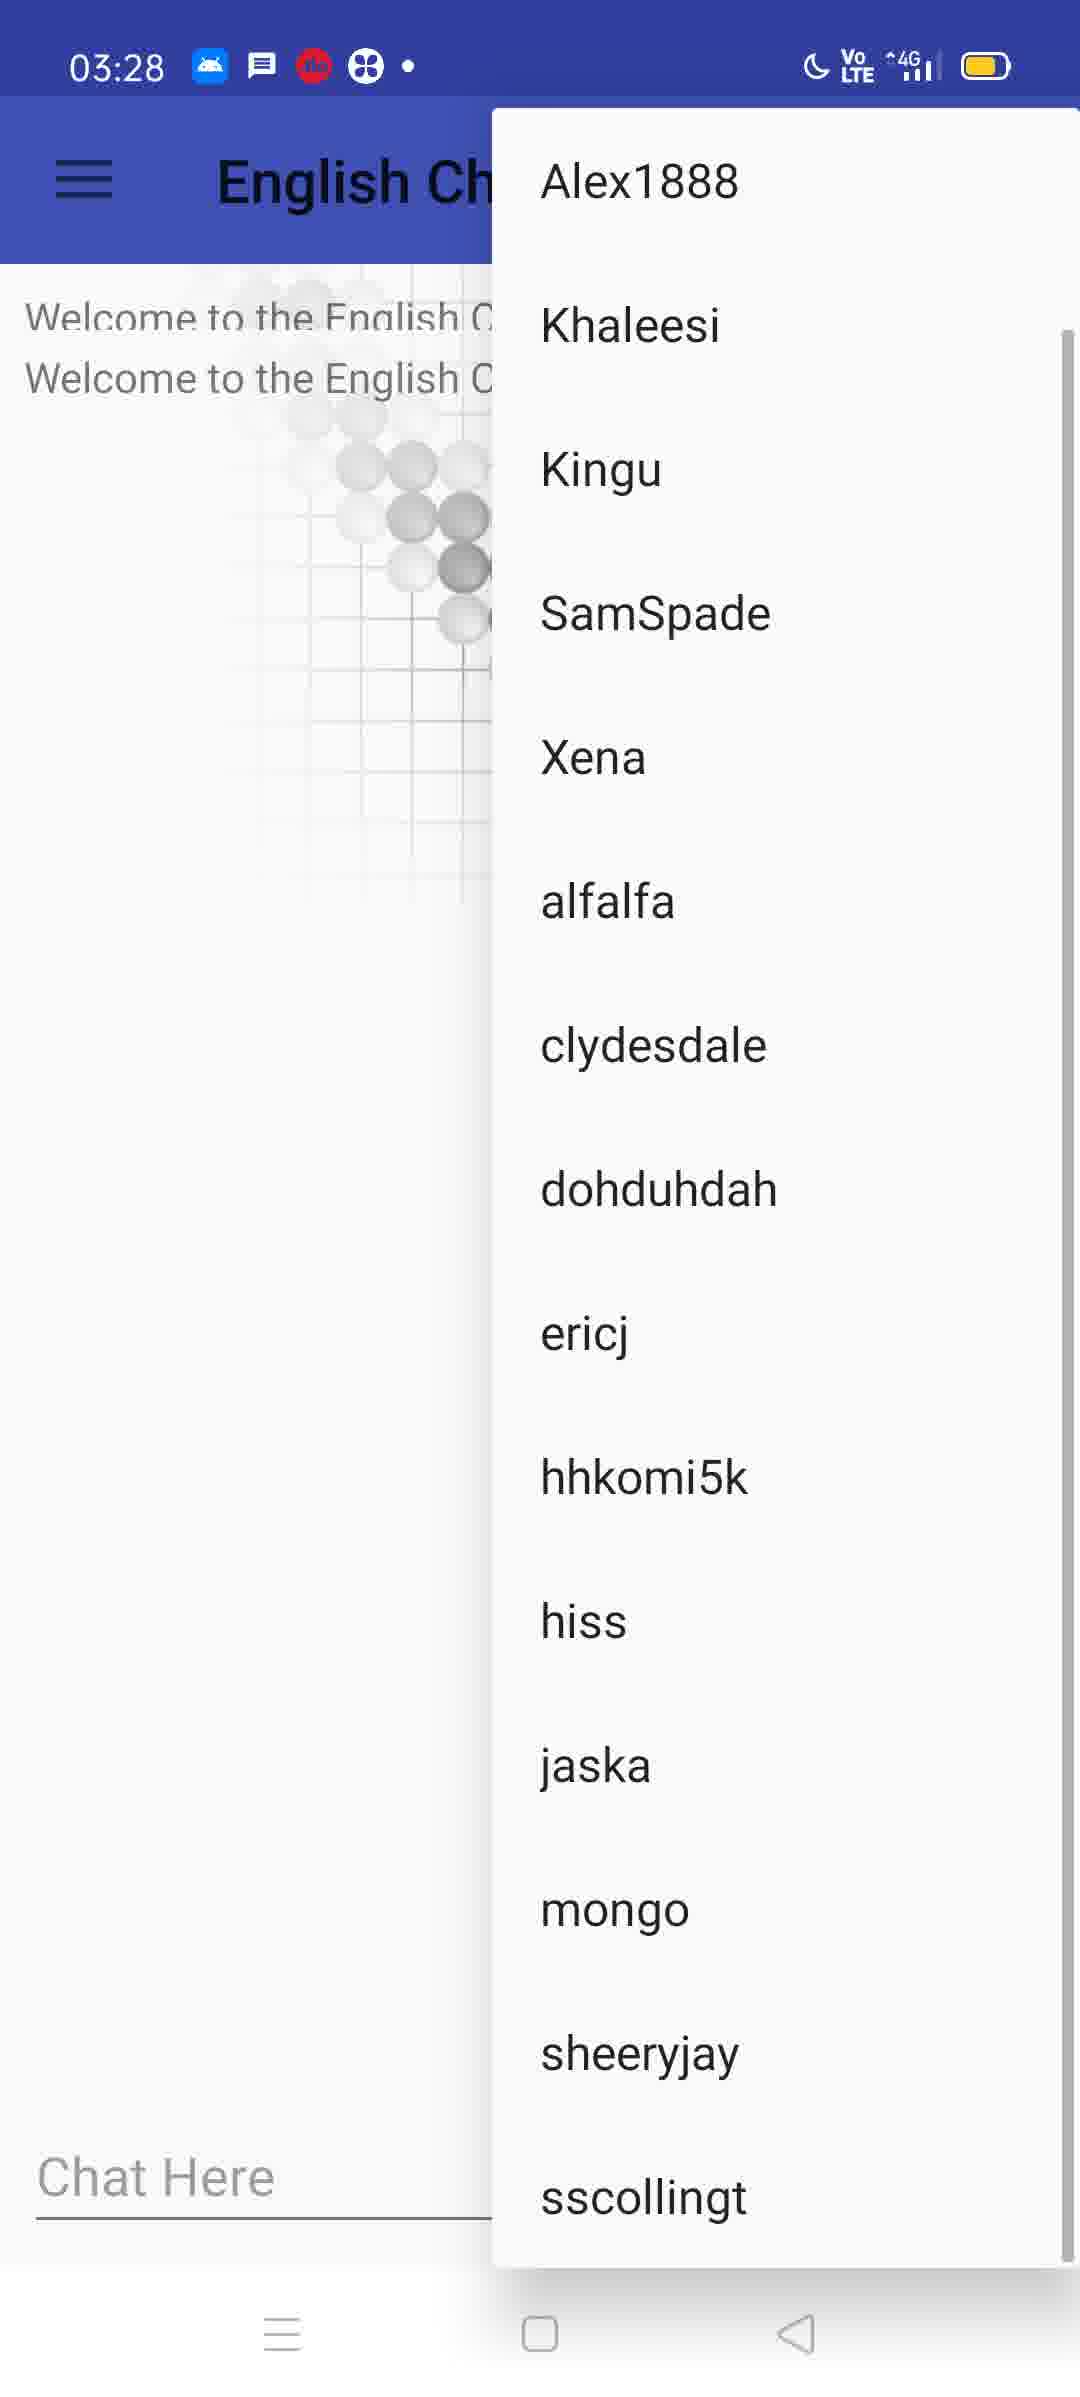 03:28
Vo LTE 4G
English Ch
Welcome to the English C
Welcome to the English C
Alex1888
Khaleesi
Kingu
SamSpade
Xena
alfalfa
clydesdale
dohduhdah
ericj
hhkomi5k
hiss
jaska
mongo
sheeryjay
sscollingt
Chat Here